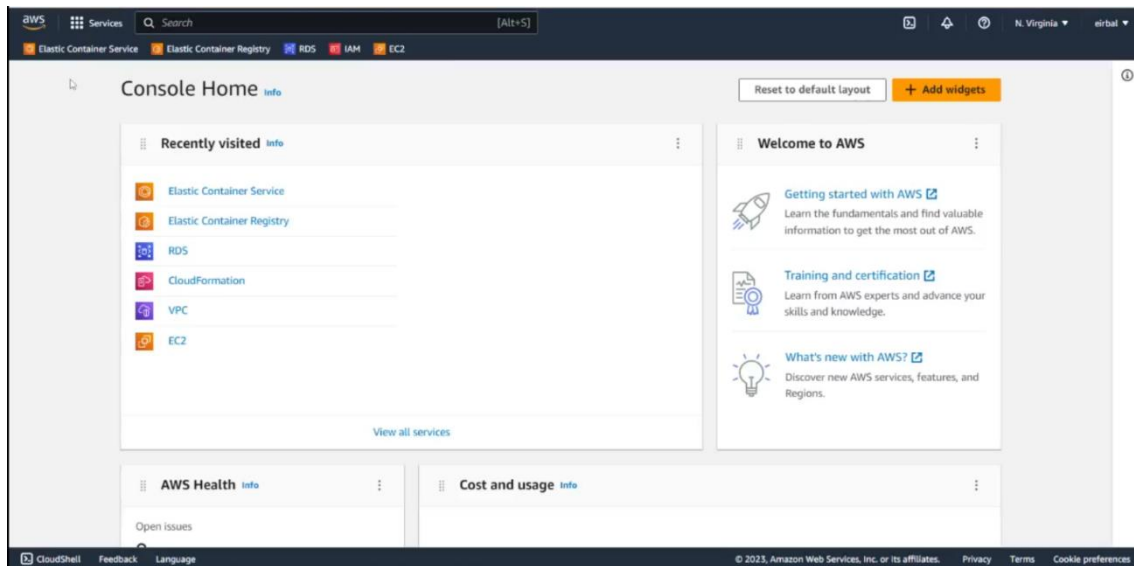 aws Services Search [Alt+S] N. Virginia eirbal
Elastic Container Service Elastic Container Registry RDS IAM EC2
Console Home Info
Reset to default layout
+ Add widgets
Recently visited Info
Elastic Container Service
Elastic Container Registry
RDS
CloudFormation
VPC
EC2
View all services
Welcome to AWS
Getting started with AWS
Learn the fundamentals and find valuable
information to get the most out of AWS.
Training and certification
Learn from AWS experts and advance your
skills and knowledge.
What's new with AWS?
Discover new AWS services, features, and
Regions.
AWS Health Info
Open issues
Cost and usage Info
CloudShell Feedback Language © 2023, Amazon Web Services, Inc. or its affiliates. Privacy Terms Cookie preferences